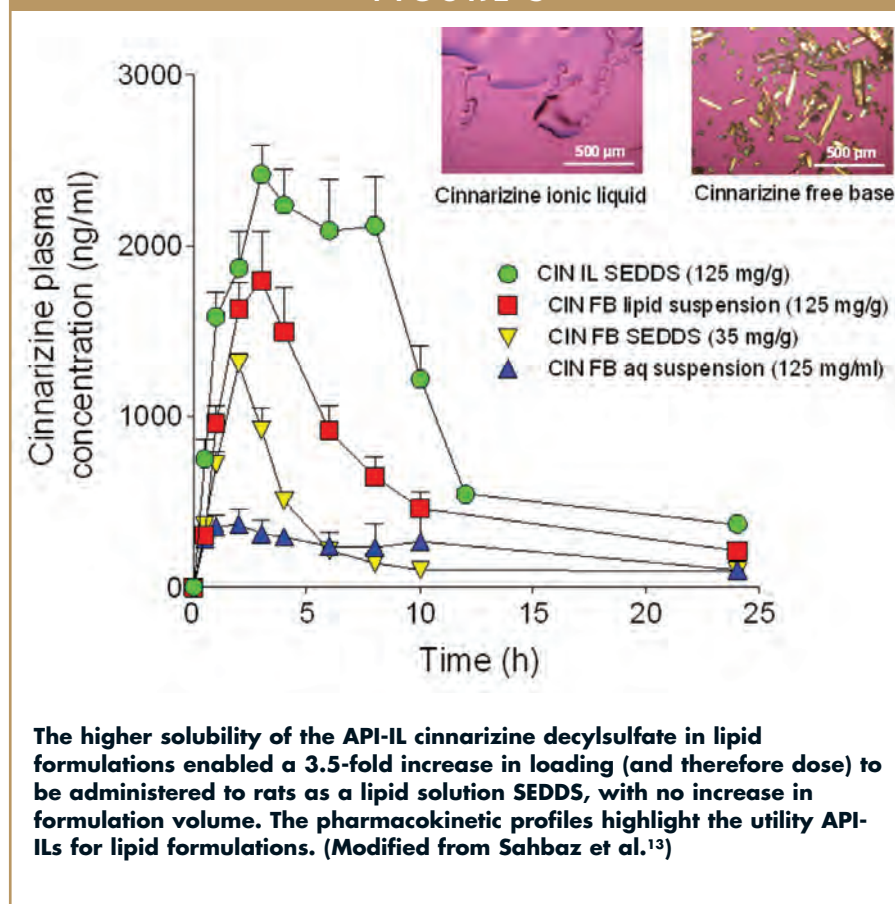 500 µm
500 µm
Cinnarizine ionic liquid
Cinnarizine free base
CIN IL SEDDS (125 mg/g)
CIN FB lipid suspension (125 mg/g)
CIN FB SEDDS (35 mg/g)
CIN FB aq suspension (125 mg/ml)
Cinnarizine plasma
concentration (ng/ml)
3000
2000
1000
0
0
5
10
15
20
25
Time (h)
The higher solubility of the API-IL cinnarizine decylsulfate in lipid
formulations enabled a 3.5-fold increase in loading (and therefore dose) to
be administered to rats as a lipid solution SEDDS, with no increase in
formulation volume. The pharmacokinetic profiles highlight the utility API-
ILs for lipid formulations. (Modified from Sahbaz et al.¹³)